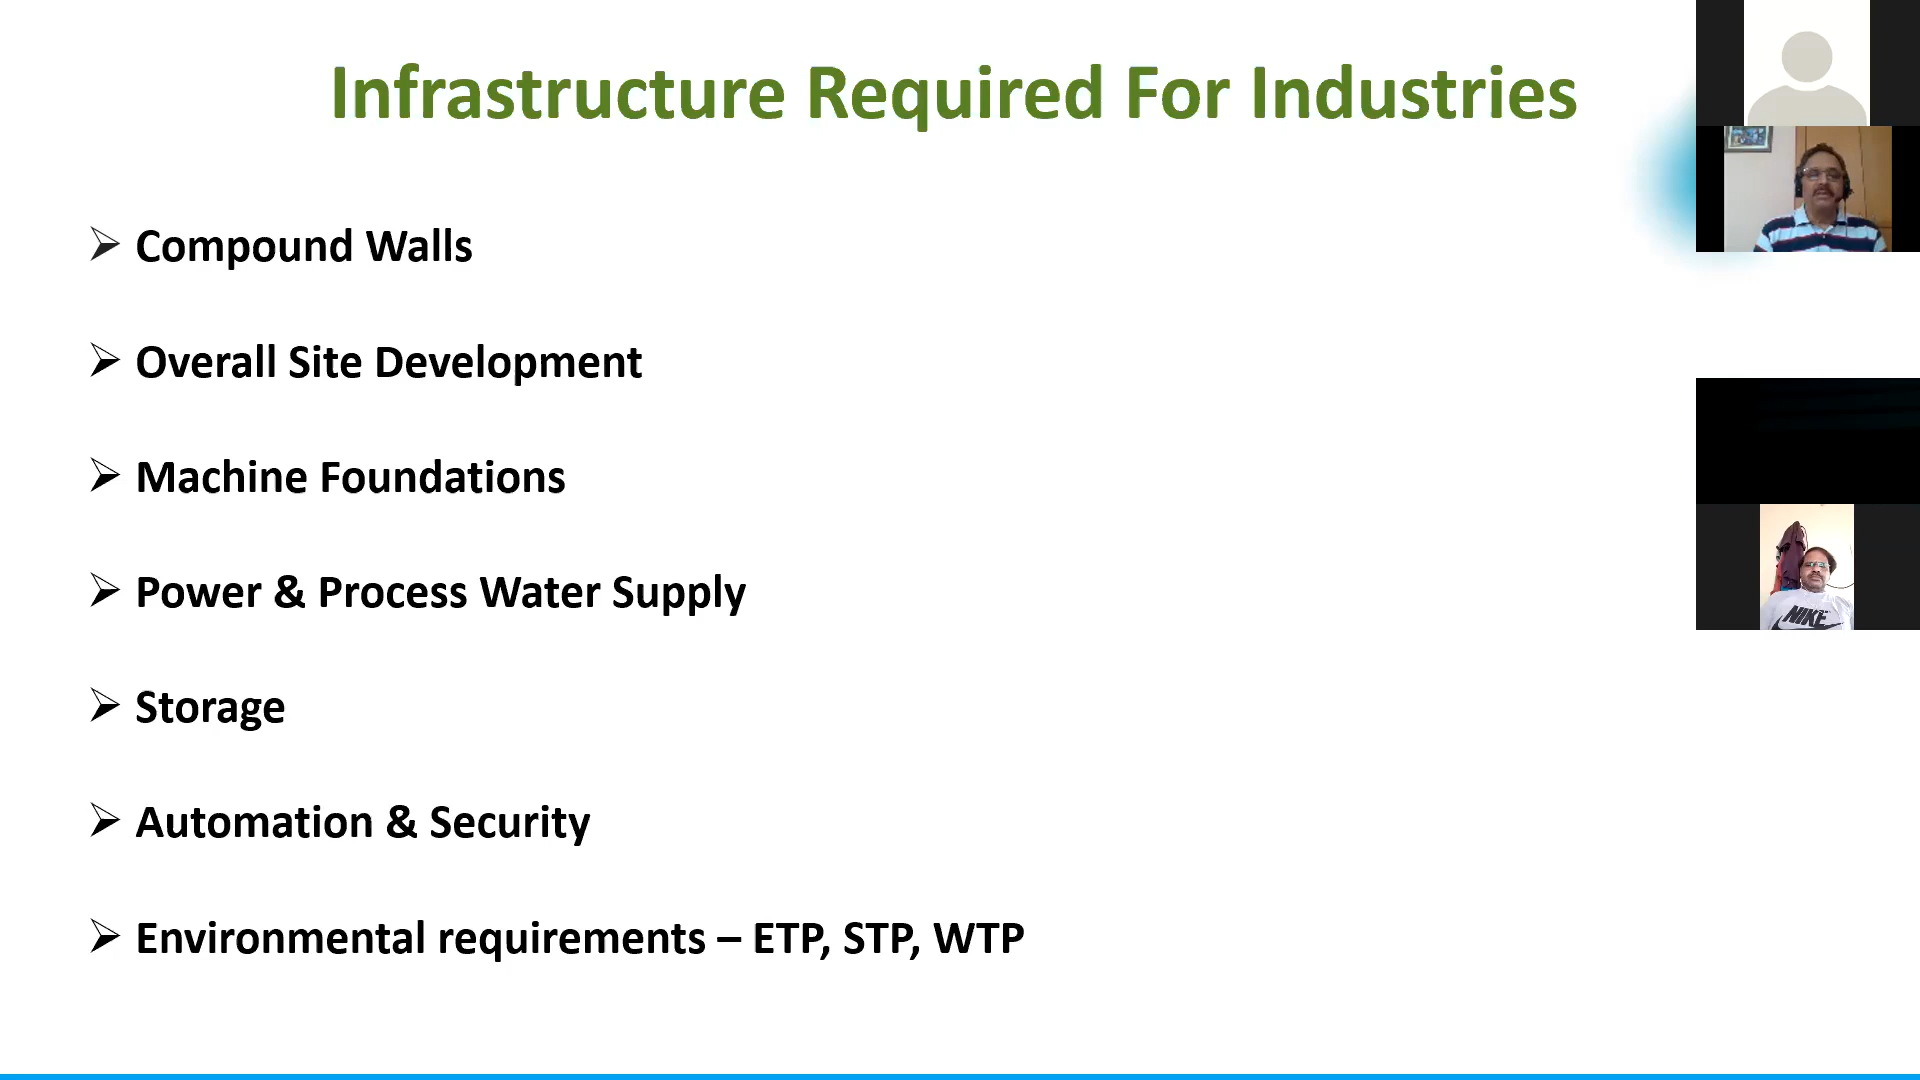 Infrastructure Required For Industries
Compound Walls
Overall Site Development
Machine Foundations
Power & Process Water Supply
Storage
Automation & Security
Environmental requirements – ETP, STP, WTP
NIKE